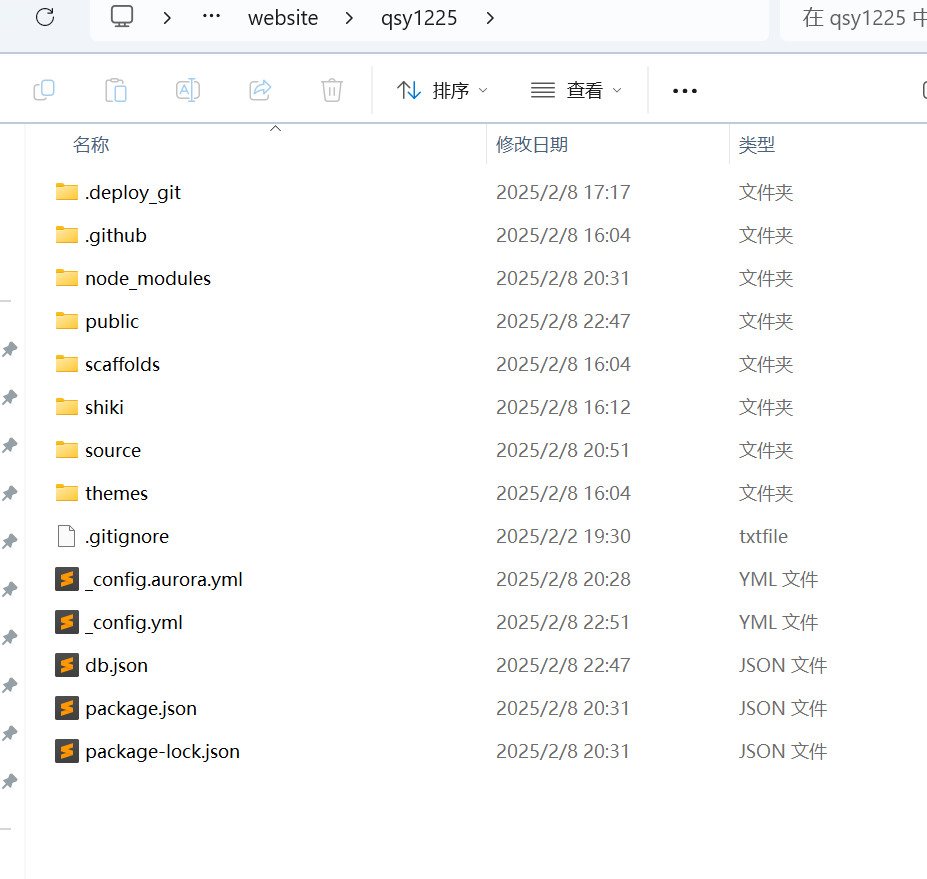 website > qsy1225 >
在 qsy1225 中
排序 查看
名称 修改日期 类型
.deploy_git 2025/2/8 17:17 文件夹
.github 2025/2/8 16:04 文件夹
node_modules 2025/2/8 20:31 文件夹
public 2025/2/8 22:47 文件夹
scaffolds 2025/2/8 16:04 文件夹
shiki 2025/2/8 16:12 文件夹
source 2025/2/8 20:51 文件夹
themes 2025/2/8 16:04 文件夹
.gitignore 2025/2/2 19:30 txtfile
_config.aurora.yml 2025/2/8 20:28 YML 文件
_config.yml 2025/2/8 22:51 YML 文件
db.json 2025/2/8 22:47 JSON 文件
package.json 2025/2/8 20:31 JSON 文件
package-lock.json 2025/2/8 20:31 JSON 文件